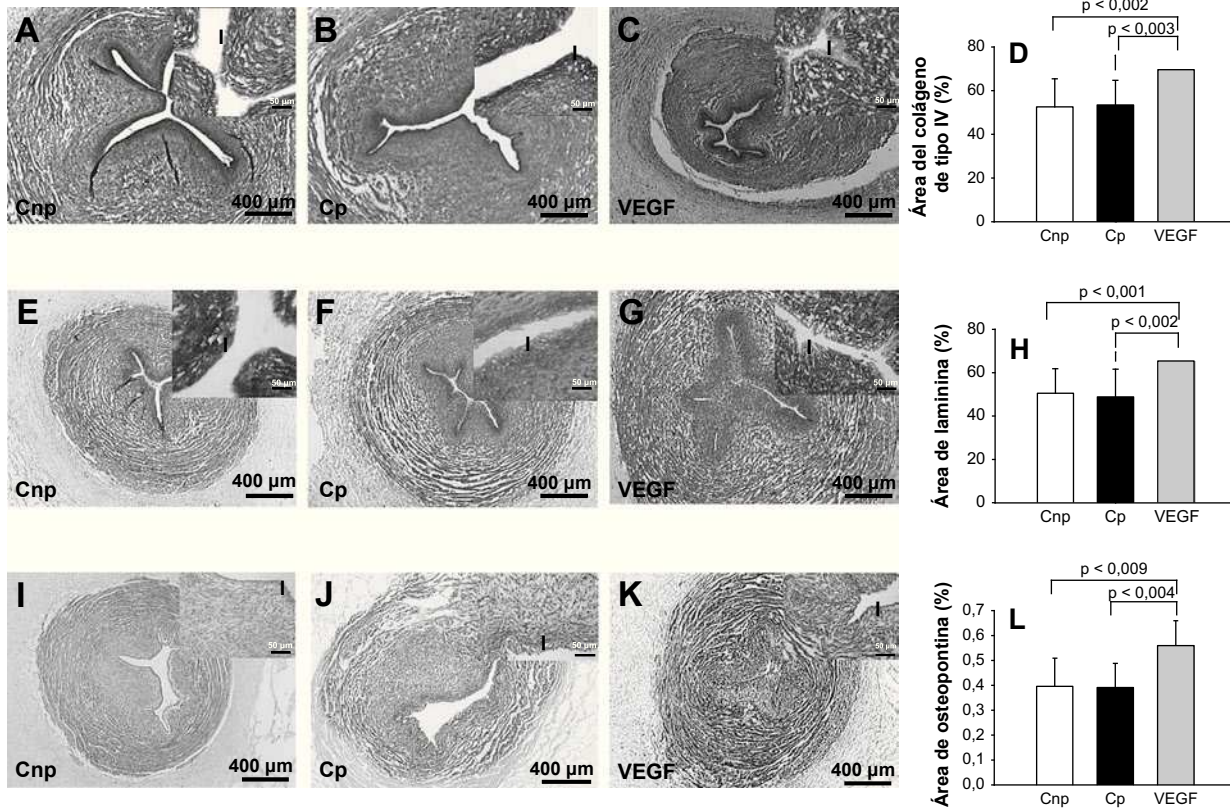 A
I
50 µm
Cnp
400 µm
B
I
50 µm
Cp
400 µm
C
I
50 µm
VEGF
400 µm
p < 0,002
p < 0,003
D
Área del colágeno
de tipo IV (%)
80
60
40
20
0
Cnp
Cp
VEGF
E
I
50 µm
Cnp
400 µm
F
I
50 µm
Cp
400 µm
G
I
50 µm
VEGF
400 µm
p < 0,001
p < 0,002
H
Área de laminina (%)
80
60
40
20
0
Cnp
Cp
VEGF
I
I
50 µm
Cnp
400 µm
J
I
50 µm
Cp
400 µm
K
I
50 µm
VEGF
400 µm
p < 0,009
p < 0,004
L
Área de osteopontina (%)
0,7
0,6
0,5
0,4
0,3
0,2
0,1
0,0
Cnp
Cp
VEGF